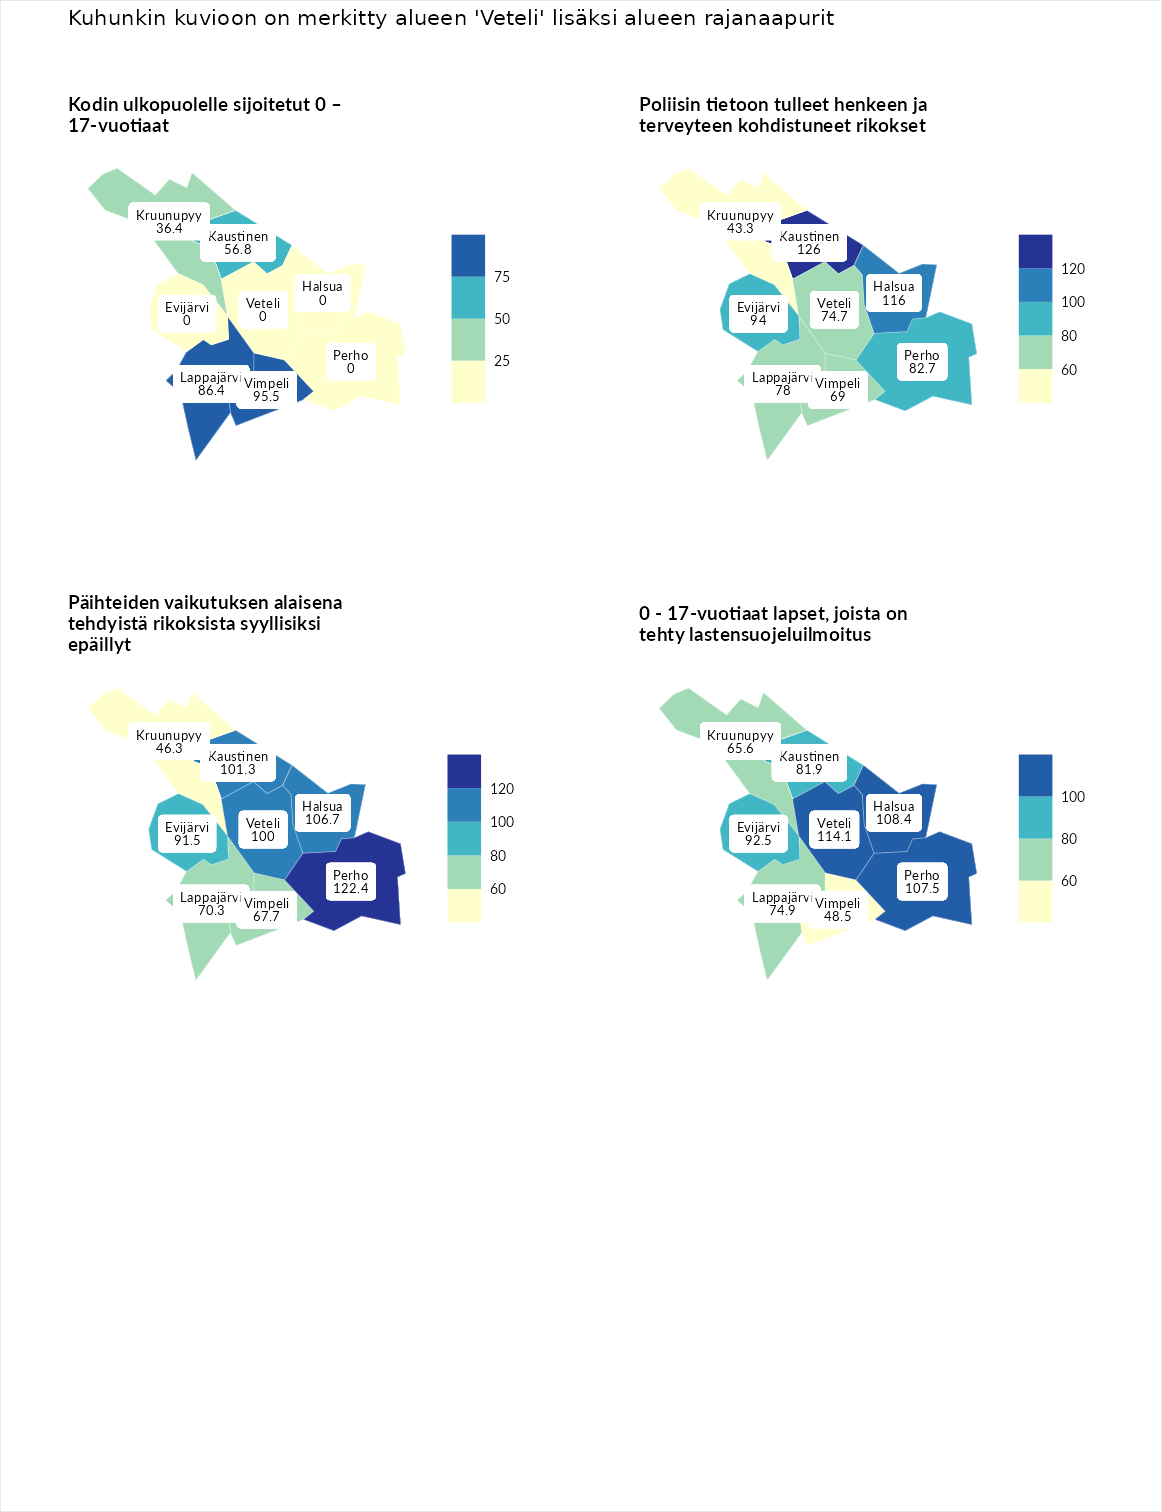 Kuhunkin kuvioon on merkitty alueen 'Veteli' lisäksi alueen rajanaapurit
Kodin ulkopuolelle sijoitetut 0 –
17-vuotiaat
Kruunupyy
36.4
Kaustinen
56.8
Halsua
0
Veteli
0
Evijärvi
0
Perho
0
Lappajärvi
86.4
Vimpeli
95.5
75
50
25
Poliisin tietoon tulleet henkeen ja
terveyteen kohdistuneet rikokset
Kruunupyy
43.3
Kaustinen
126
Halsua
116
Veteli
74.7
Evijärvi
94
Perho
82.7
Lappajärvi
78
Vimpeli
69
120
100
80
60
Päihteiden vaikutuksen alaisena
tehdyistä rikoksista syyllisiksi
epäillyt
Kruunupyy
46.3
Kaustinen
101.3
Halsua
106.7
Veteli
100
Evijärvi
91.5
Perho
122.4
Lappajärvi
70.3
Vimpeli
67.7
120
100
80
60
0 - 17-vuotiaat lapset, joista on
tehty lastensuojeluilmoitus
Kruunupyy
65.6
Kaustinen
81.9
Halsua
108.4
Veteli
114.1
Evijärvi
92.5
Perho
107.5
Lappajärvi
74.9
Vimpeli
48.5
100
80
60